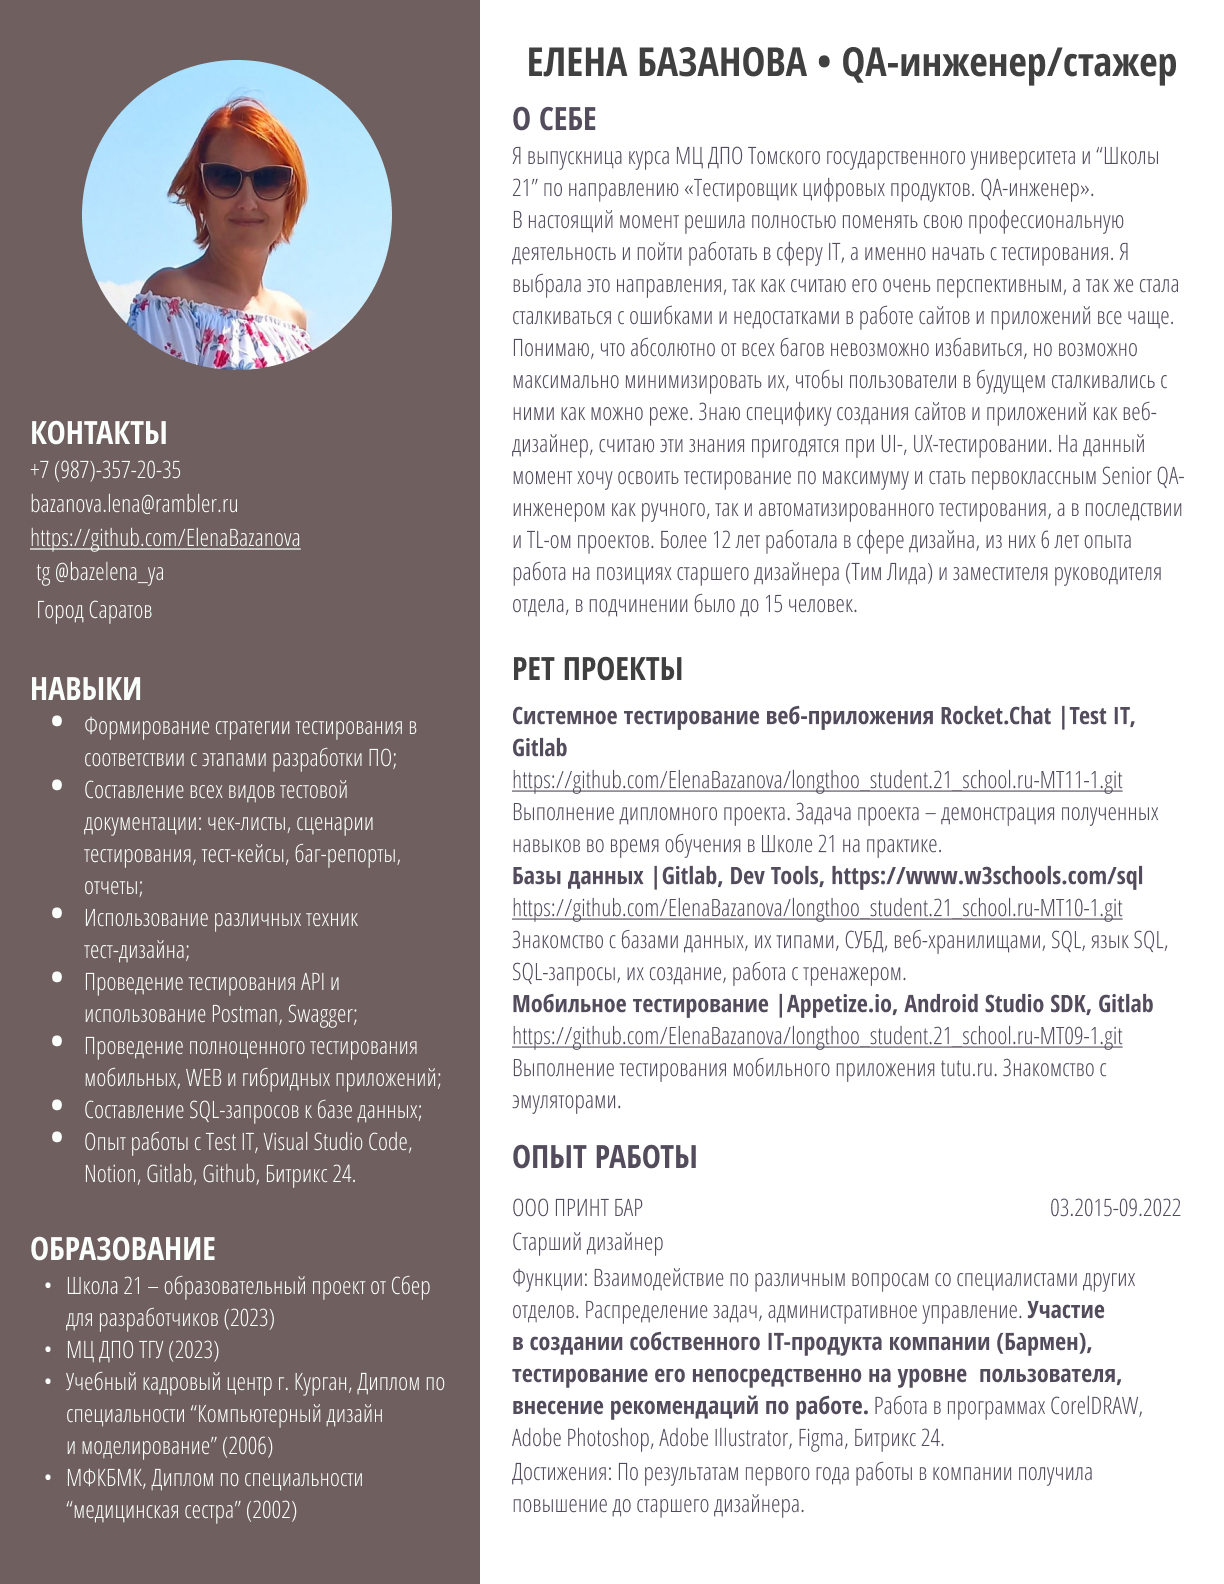 ЕЛЕНА БАЗАНОВА • QA-инженер/стажер
О СЕБЕ
Я выпускница курса МЦ ДПО Томского государственного университета и “Школы
21” по направлению «Тестировщик цифровых продуктов. QA-инженер».
В настоящий момент решила полностью поменять свою профессиональную
деятельность и пойти работать в сферу IT, а именно начать с тестирования. Я
выбрала это направления, так как считаю его очень перспективным, а так же стала
сталкиваться с ошибками и недостатками в работе сайтов и приложений все чаще.
Понимаю, что абсолютно от всех багов невозможно избавиться, но возможно
максимально минимизировать их, чтобы пользователи в будущем сталкивались с
ними как можно реже. Знаю специфику создания сайтов и приложений как веб-
дизайнер, считаю эти знания пригодятся при UI-, UX-тестировании. На данный
момент хочу освоить тестирование по максимуму и стать первоклассным Senior QA-
инженером как ручного, так и автоматизированного тестирования, а в последствии
и TL-ом проектов. Более 12 лет работала в сфере дизайна, из них 6 лет опыта
работа на позициях старшего дизайнера (Тим Лида) и заместителя руководителя
отдела, в подчинении было до 15 человек.
PET ПРОЕКТЫ
Системное тестирование веб-приложения Rocket.Chat |Test IT,
Gitlab
https://github.com/ElenaBazanova/longthoo_student.21_school.ru-MT11-1.git
Выполнение дипломного проекта. Задача проекта – демонстрация полученных
навыков во время обучения в Школе 21 на практике.
Базы данных |Gitlab, Dev Tools, https://www.w3schools.com/sql
https://github.com/ElenaBazanova/longthoo_student.21_school.ru-MT10-1.git
Знакомство с базами данных, их типами, СУБД, веб-хранилищами, SQL, язык SQL,
SQL-запросы, их создание, работа с тренажером.
Мобильное тестирование |Appetize.io, Android Studio SDK, Gitlab
https://github.com/ElenaBazanova/longthoo_student.21_school.ru-MT09-1.git
Выполнение тестирования мобильного приложения tutu.ru. Знакомство с
эмуляторами.
ОПЫТ РАБОТЫ
ООО ПРИНТ БАР 03.2015-09.2022
Старший дизайнер
Функции: Взаимодействие по различным вопросам со специалистами других
отделов. Распределение задач, административное управление. Участие
в создании собственного IT-продукта компании (Бармен),
тестирование его непосредственно на уровне пользователя,
внесение рекомендаций по работе. Работа в программах CorelDRAW,
Adobe Photoshop, Adobe Illustrator, Figma, Битрикс 24.
Достижения: По результатам первого года работы в компании получила
повышение до старшего дизайнера.
КОНТАКТЫ
+7 (987)-357-20-35
bazanova.lena@rambler.ru
https://github.com/ElenaBazanova
tg @bazelena_ya
Город Саратов
НАВЫКИ
• Формирование стратегии тестирования в
соответствии с этапами разработки ПО;
• Составление всех видов тестовой
документации: чек-листы, сценарии
тестирования, тест-кейсы, баг-репорты,
отчеты;
• Использование различных техник
тест-дизайна;
• Проведение тестирования API и
использование Postman, Swagger;
• Проведение полноценного тестирования
мобильных, WEB и гибридных приложений;
• Составление SQL-запросов к базе данных;
• Опыт работы с Test IT, Visual Studio Code,
Notion, Gitlab, Github, Битрикс 24.
ОБРАЗОВАНИЕ
• Школа 21 – образовательный проект от Сбер
для разработчиков (2023)
• МЦ ДПО ТГУ (2023)
• Учебный кадровый центр г. Курган, Диплом по
специальности “Компьютерный дизайн
и моделирование” (2006)
• МФКБМК, Диплом по специальности
“медицинская сестра” (2002)